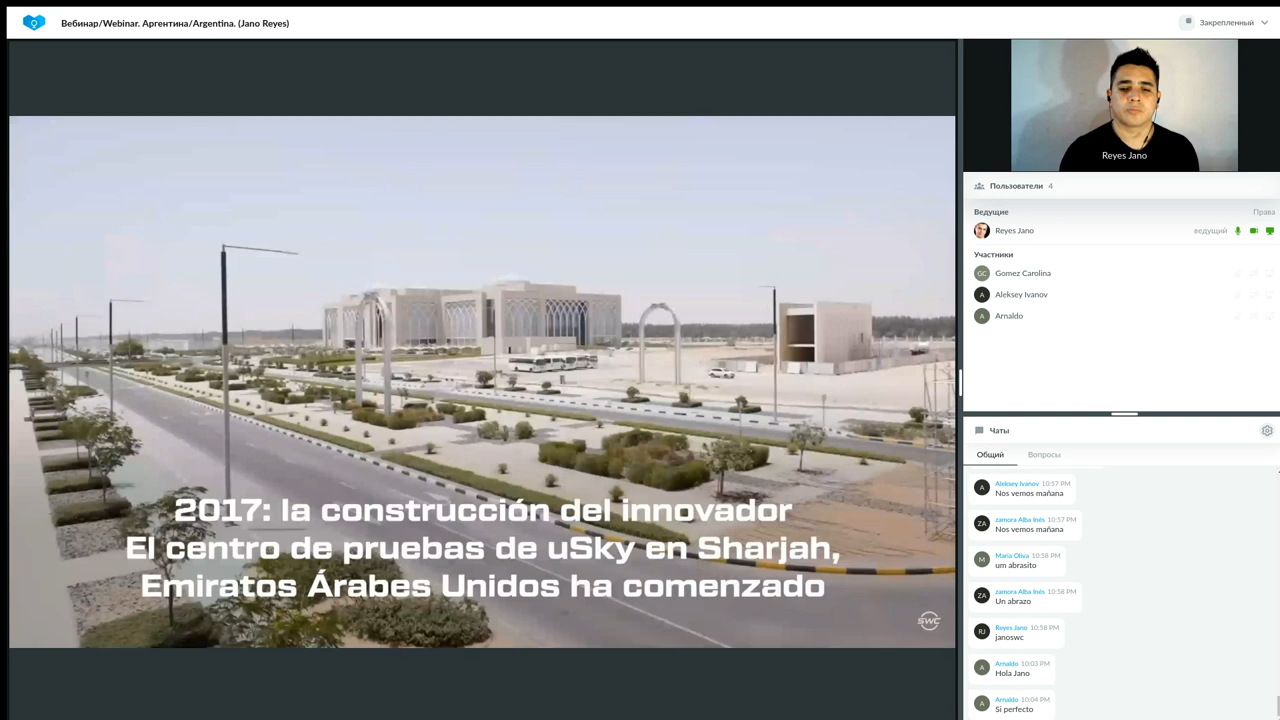 Вебинар/Webinar. Аргентина/Argentina. (Jano Reyes)
Закрепленный
2017: la construcción del innovador
El centro de pruebas de uSky en Sharjah,
Emiratos Árabes Unidos ha comenzado
SWC
Reyes Jano
Пользователи 4
Ведущие Права
Reyes Jano ведущий
Участники
GC Gomez Carolina
A Aleksey Ivanov
A Arnaldo
Чаты
Общий Вопросы
A Aleksey Ivanov 10:57 PM
Nos vemos mañana
ZA zamora Alba Inés 10:57 PM
Nos vemos mañana
M Maria Oliva 10:58 PM
um abrasito
ZA zamora Alba Inés 10:58 PM
Un abrazo
RJ Reyes Jano 10:58 PM
janoswc
A Arnaldo 10:03 PM
Hola Jano
A Arnaldo 10:04 PM
Si perfecto